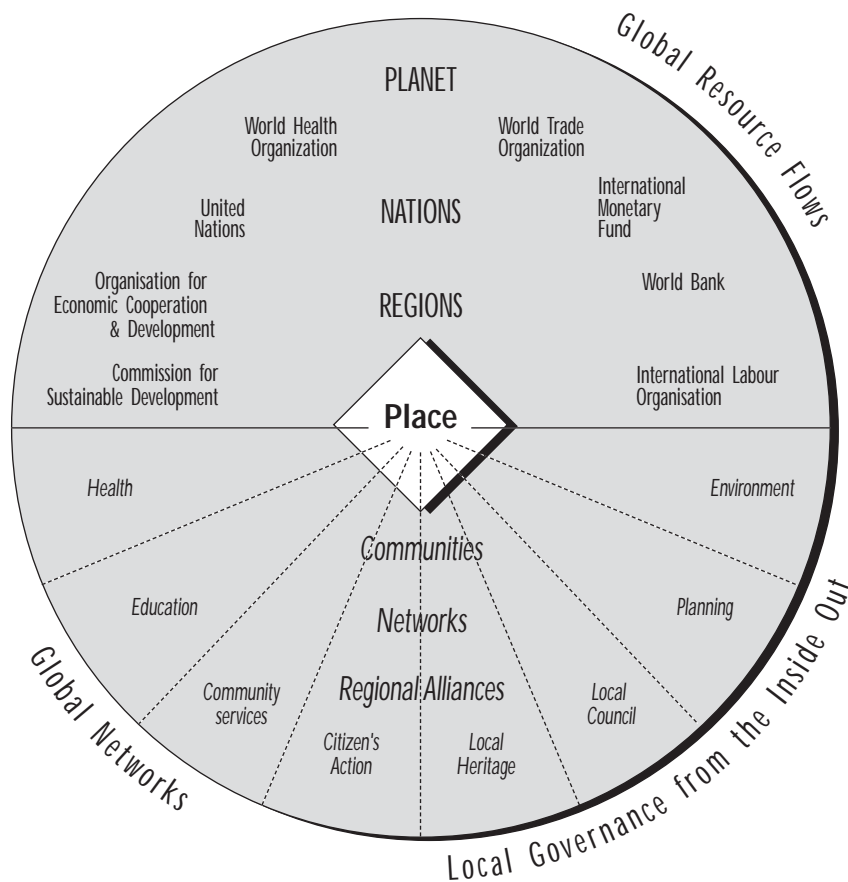 Global Resource Flows
PLANET
World Health
Organization
World Trade
Organization
United
Nations
NATIONS
International
Monetary
Fund
Organisation for
Economic Cooperation
& Development
REGIONS
World Bank
Commission for
Sustainable Development
International Labour
Organisation
Place
Health
Environment
Communities
Education
Networks
Planning
Community
services
Regional Alliances
Local
Council
Citizen's
Action
Local
Heritage
Global Networks
Local Governance from the Inside Out